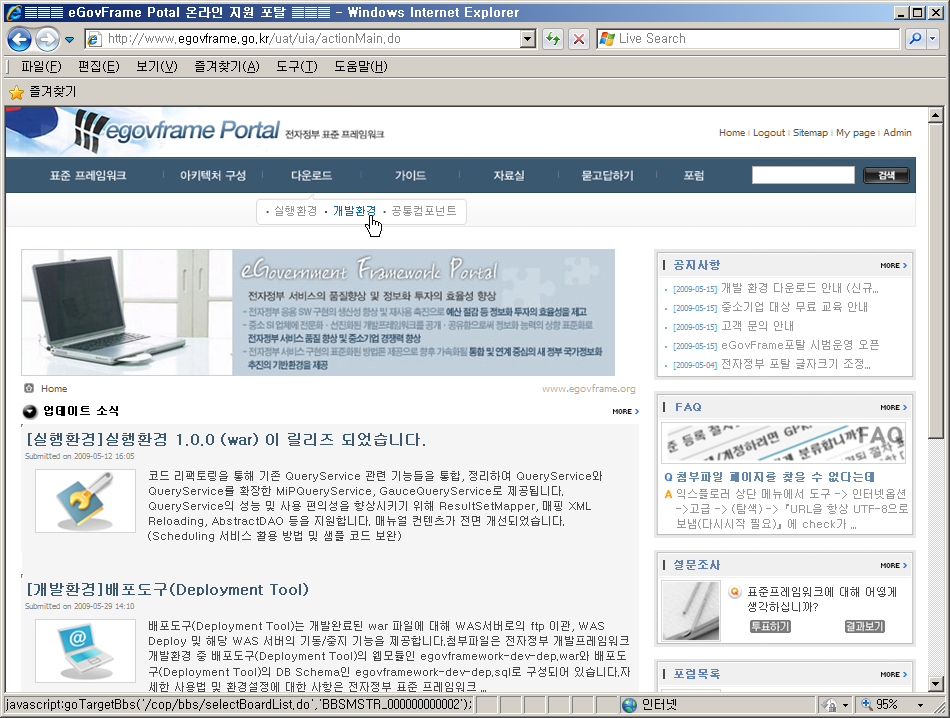 eGovFrame Potal 온라인 지원 포탈 - Windows Internet Explorer
http://www.egovframe.go.kr/uat/uia/actionMain.do
Live Search
파일(F) 편집(E) 보기(V) 즐겨찾기(A) 도구(T) 도움말(H)
즐겨찾기
egovframe Portal 전자정부 표준 프레임워크
Home Logout Sitemap My page Admin
표준 프레임워크 아키텍처 구성 다운로드 가이드 자료실 묻고답하기 포럼 검색
• 실행환경 • 개발환경 • 공통컴포넌트
eGovernment Framework Portal
전자정부 서비스의 품질향상 및 정보화 투자의 효율성 향상
- 전자정부 응용 SW 구현의 생산성 향상 및 재사용 촉진으로 예산 절감 등 정보화 투자의 효율성을 제고
- 중소 SI 업체에 전문화 · 선진화된 개발프레임워크를 공개 · 공유함으로써 정보화 능력의 상향 표준화로
전자정부 서비스 품질 향상 및 중소기업 경쟁력 향상
- 전자정부 서비스 구현의 표준화된 방법론 제공으로 향후 가속화될 통합 및 연계 중심의 새 정부 국가정보화
추진의 기반환경을 제공
Home
www.egovframe.org
업데이트 소식 MORE
[실행환경]실행환경 1.0.0 (war) 이 릴리즈 되었습니다.
Submitted on 2009-05-12 16:05
코드 리팩토링을 통해 기존 QueryService 관련 기능들을 통합, 정리하여 QueryService와
QueryService를 확장한 MiPQueryService, GauceQueryService로 제공됩니다.
QueryService의 성능 및 사용 편의성을 향상시키기 위해 ResultSetMapper, 매핑 XML
Reloading, AbstractDAO 등을 지원합니다. 매뉴얼 컨텐츠가 전면 개선되었습니다.
(Scheduling 서비스 활용 방법 및 샘플 코드 보완)
[개발환경]배포도구(Deployment Tool)
Submitted on 2009-05-29 14:10
배포도구(Deployment Tool)는 개발완료된 war 파일에 대해 WAS서버로의 ftp 이관, WAS
Deploy 및 해당 WAS 서버의 기동/중지 기능을 제공합니다.첨부파일은 전자정부 개발프레임워크
개발환경 중 배포도구(Deployment Tool)의 웹모듈인 egovframework-dev-dep.war와 배포도
구(Deployment Tool)의 DB Schema인 egovframework-dev-dep.sql로 구성되어 있습니다.자
세한 사용법 및 환경설정에 대한 사항은 전자정부 표준 프레임워크 ...
공지사항 MORE
[2009-05-15] 개발 환경 다운로드 안내 (신규...
[2009-05-15] 중소기업 대상 무료 교육 안내
[2009-05-15] 고객 문의 안내
[2009-05-15] eGovFrame포탈 시범운영 오픈
[2009-05-04] 전자정부 포탈 글자크기 조정...
FAQ MORE
FAQ
Q 첨부파일 페이지를 찾을 수 없다는데
A 익스플로러 상단 메뉴에서 도구 -> 인터넷옵션
->고급 -> (탐색) -> 『URL을 항상 UTF-8으로
보냄(다시시작 필요)』에 check가 ...
설문조사 MORE
Q 표준프레임워크에 대해 어떻게
생각하십니까?
투표하기 결과보기
포럼목록 MORE
javascript:goTargetBbs('/cop/bbs/selectBoardList.do','BBSMSTR_000000000002'); 인터넷 95%